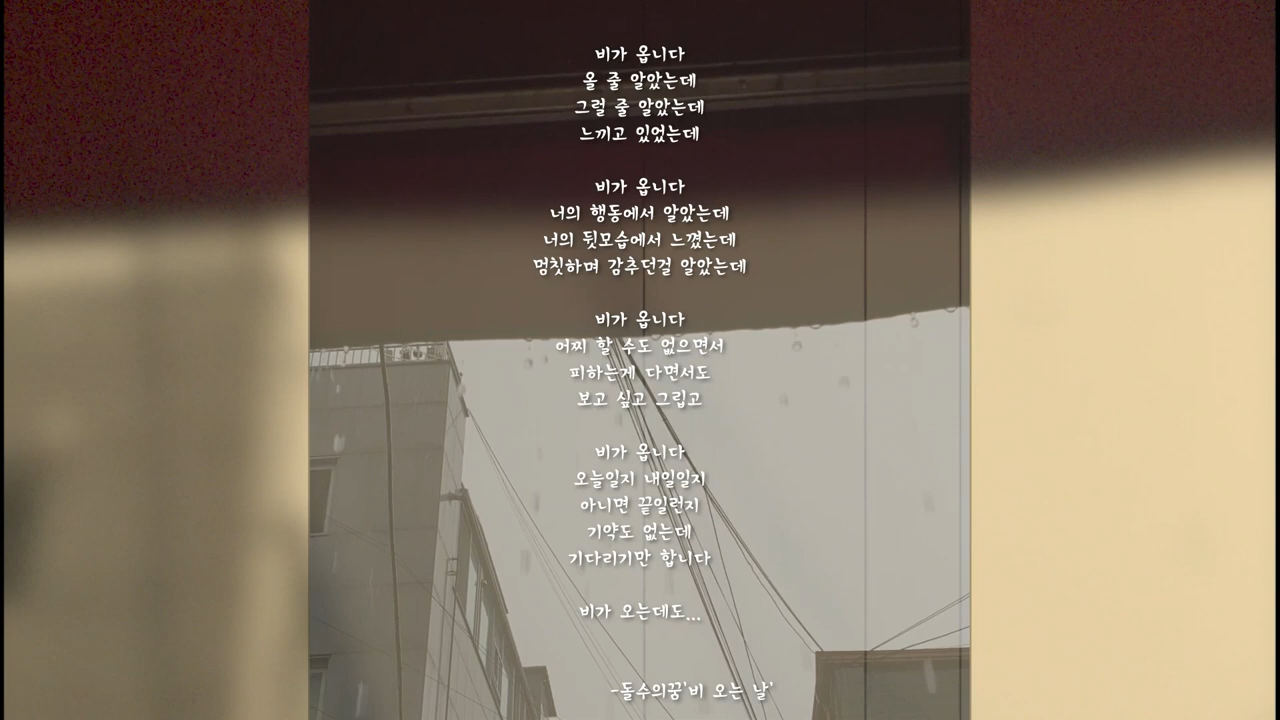 비가 옵니다
올 줄 알았는데
그럴 줄 알았는데
느끼고 있었는데
비가 옵니다
너의 행동에서 알았는데
너의 뒷모습에서 느꼈는데
멈칫하며 감추던걸 알았는데
비가 옵니다
어찌 할 수도 없으면서
피하는게 다면서도
보고 싶고 그립고
비가 옵니다
오늘일지 내일일지
아니면 끝일런지
기약도 없는데
기다리기만 합니다
비가 오는데도...
-돌수의꿈'비 오는 날'